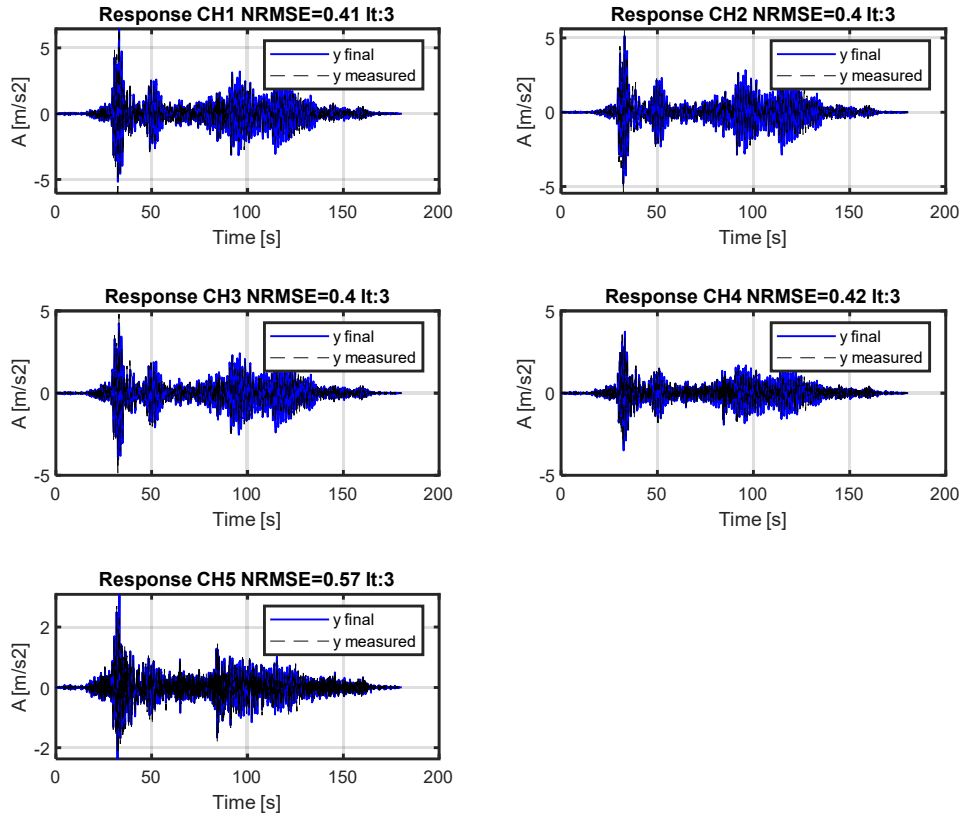 Response CH1 NRMSE=0.41 It:3
y final
y measured
A [m/s2]
5
0
-5
0 50 100 150 200
Time [s]
Response CH2 NRMSE=0.4 It:3
y final
y measured
A [m/s2]
5
0
-5
0 50 100 150 200
Time [s]
Response CH3 NRMSE=0.4 It:3
y final
y measured
A [m/s2]
5
0
-5
0 50 100 150 200
Time [s]
Response CH4 NRMSE=0.42 It:3
y final
y measured
A [m/s2]
5
0
-5
0 50 100 150 200
Time [s]
Response CH5 NRMSE=0.57 It:3
y final
y measured
A [m/s2]
2
0
-2
0 50 100 150 200
Time [s]